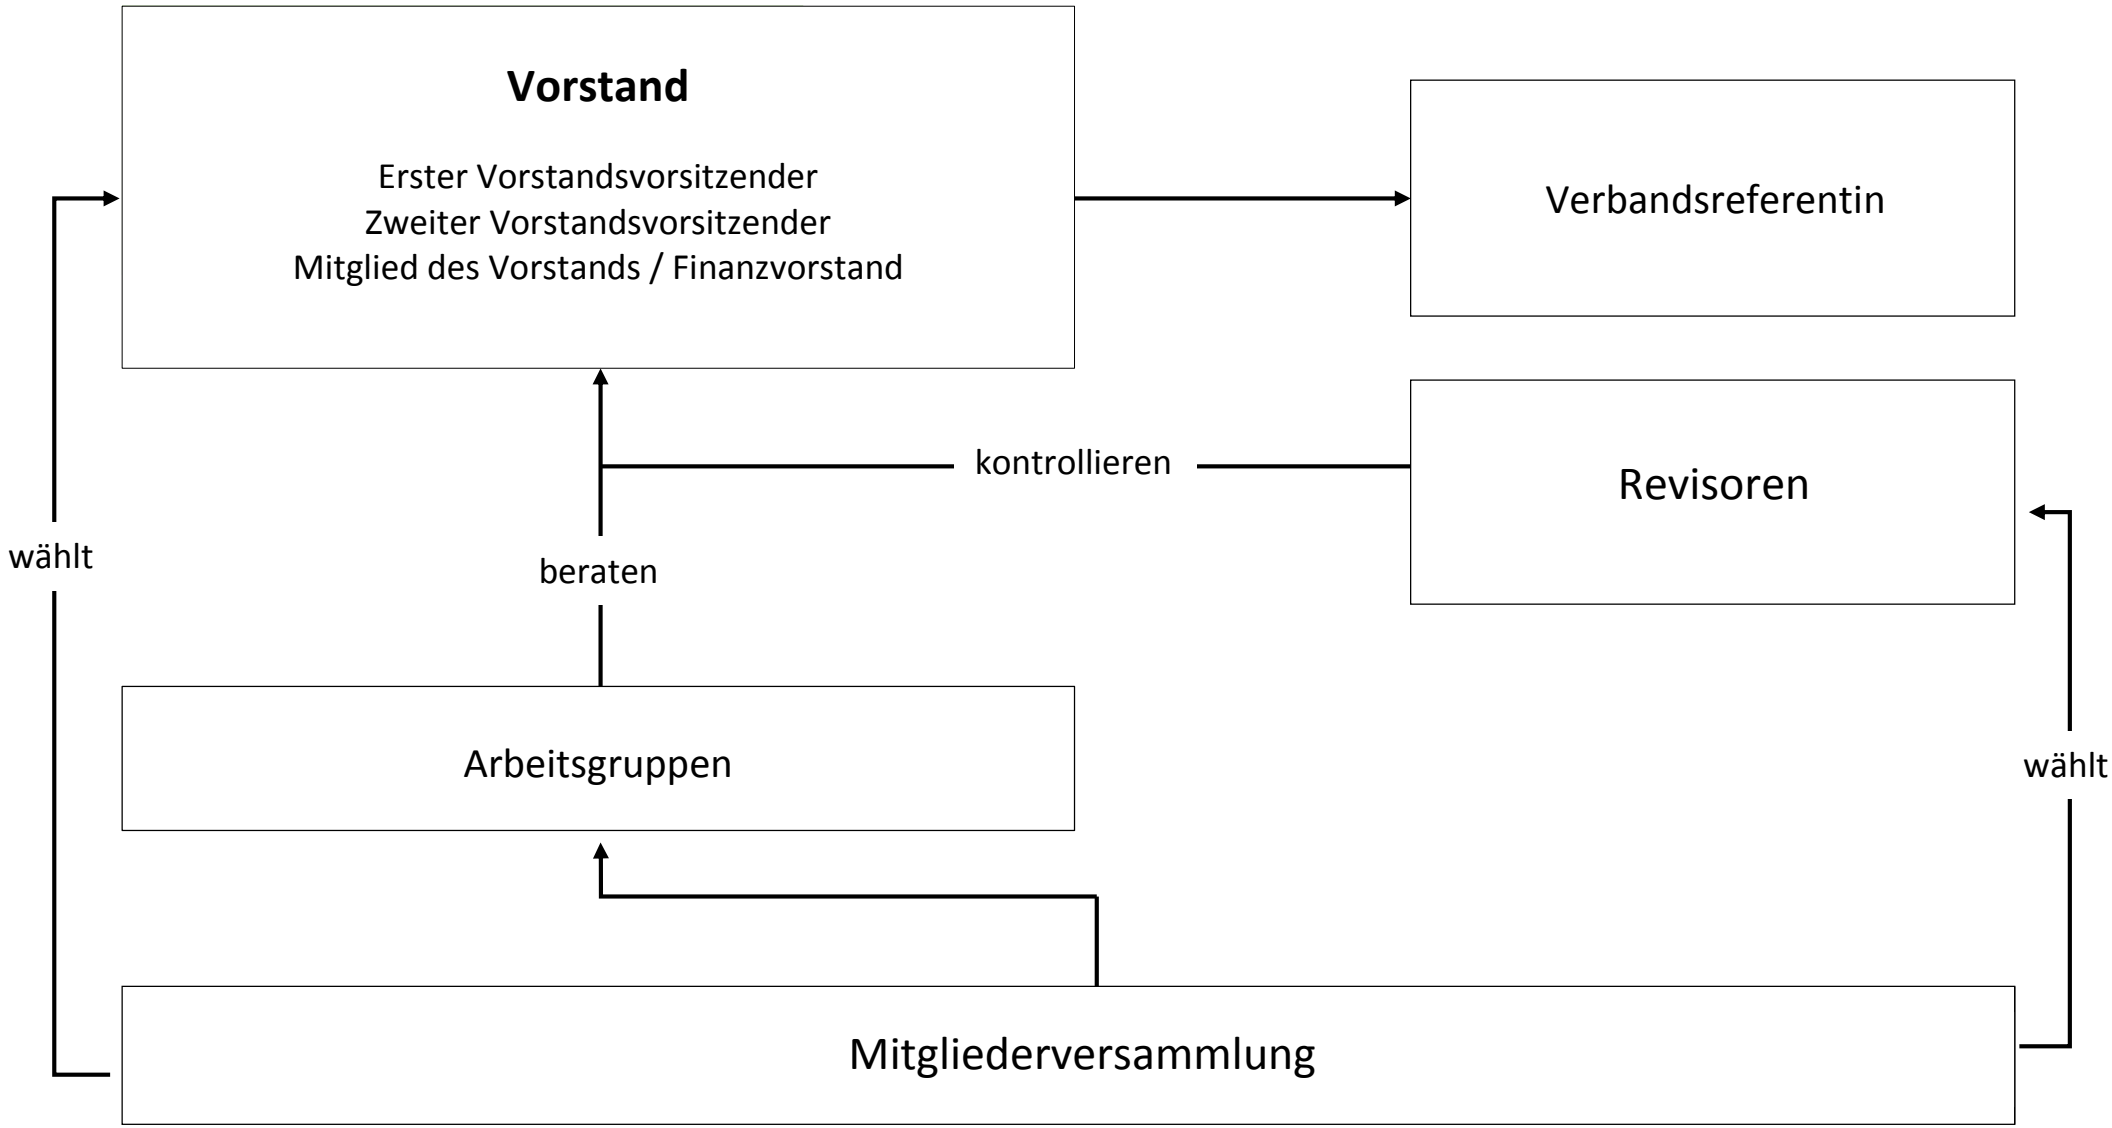 Vorstand
Erster Vorstandsvorsitzender
Zweiter Vorstandsvorsitzender
Mitglied des Vorstands / Finanzvorstand
Verbandsreferentin
kontrollieren
Revisoren
wählt
beraten
Arbeitsgruppen
wählt
Mitgliederversammlung